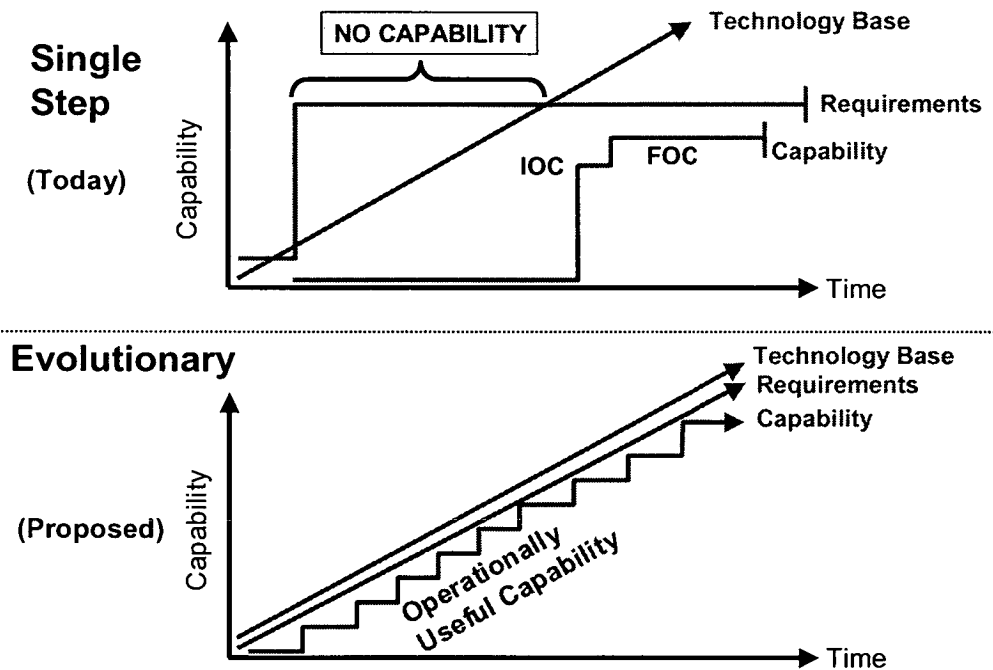 NO CAPABILITY
Technology Base
Single
Step
(Today)
Capability
Requirements
IOC
FOC
Capability
Time
Evolutionary
Technology Base
Requirements
Capability
(Proposed)
Capability
Operationally
Useful Capability
Time